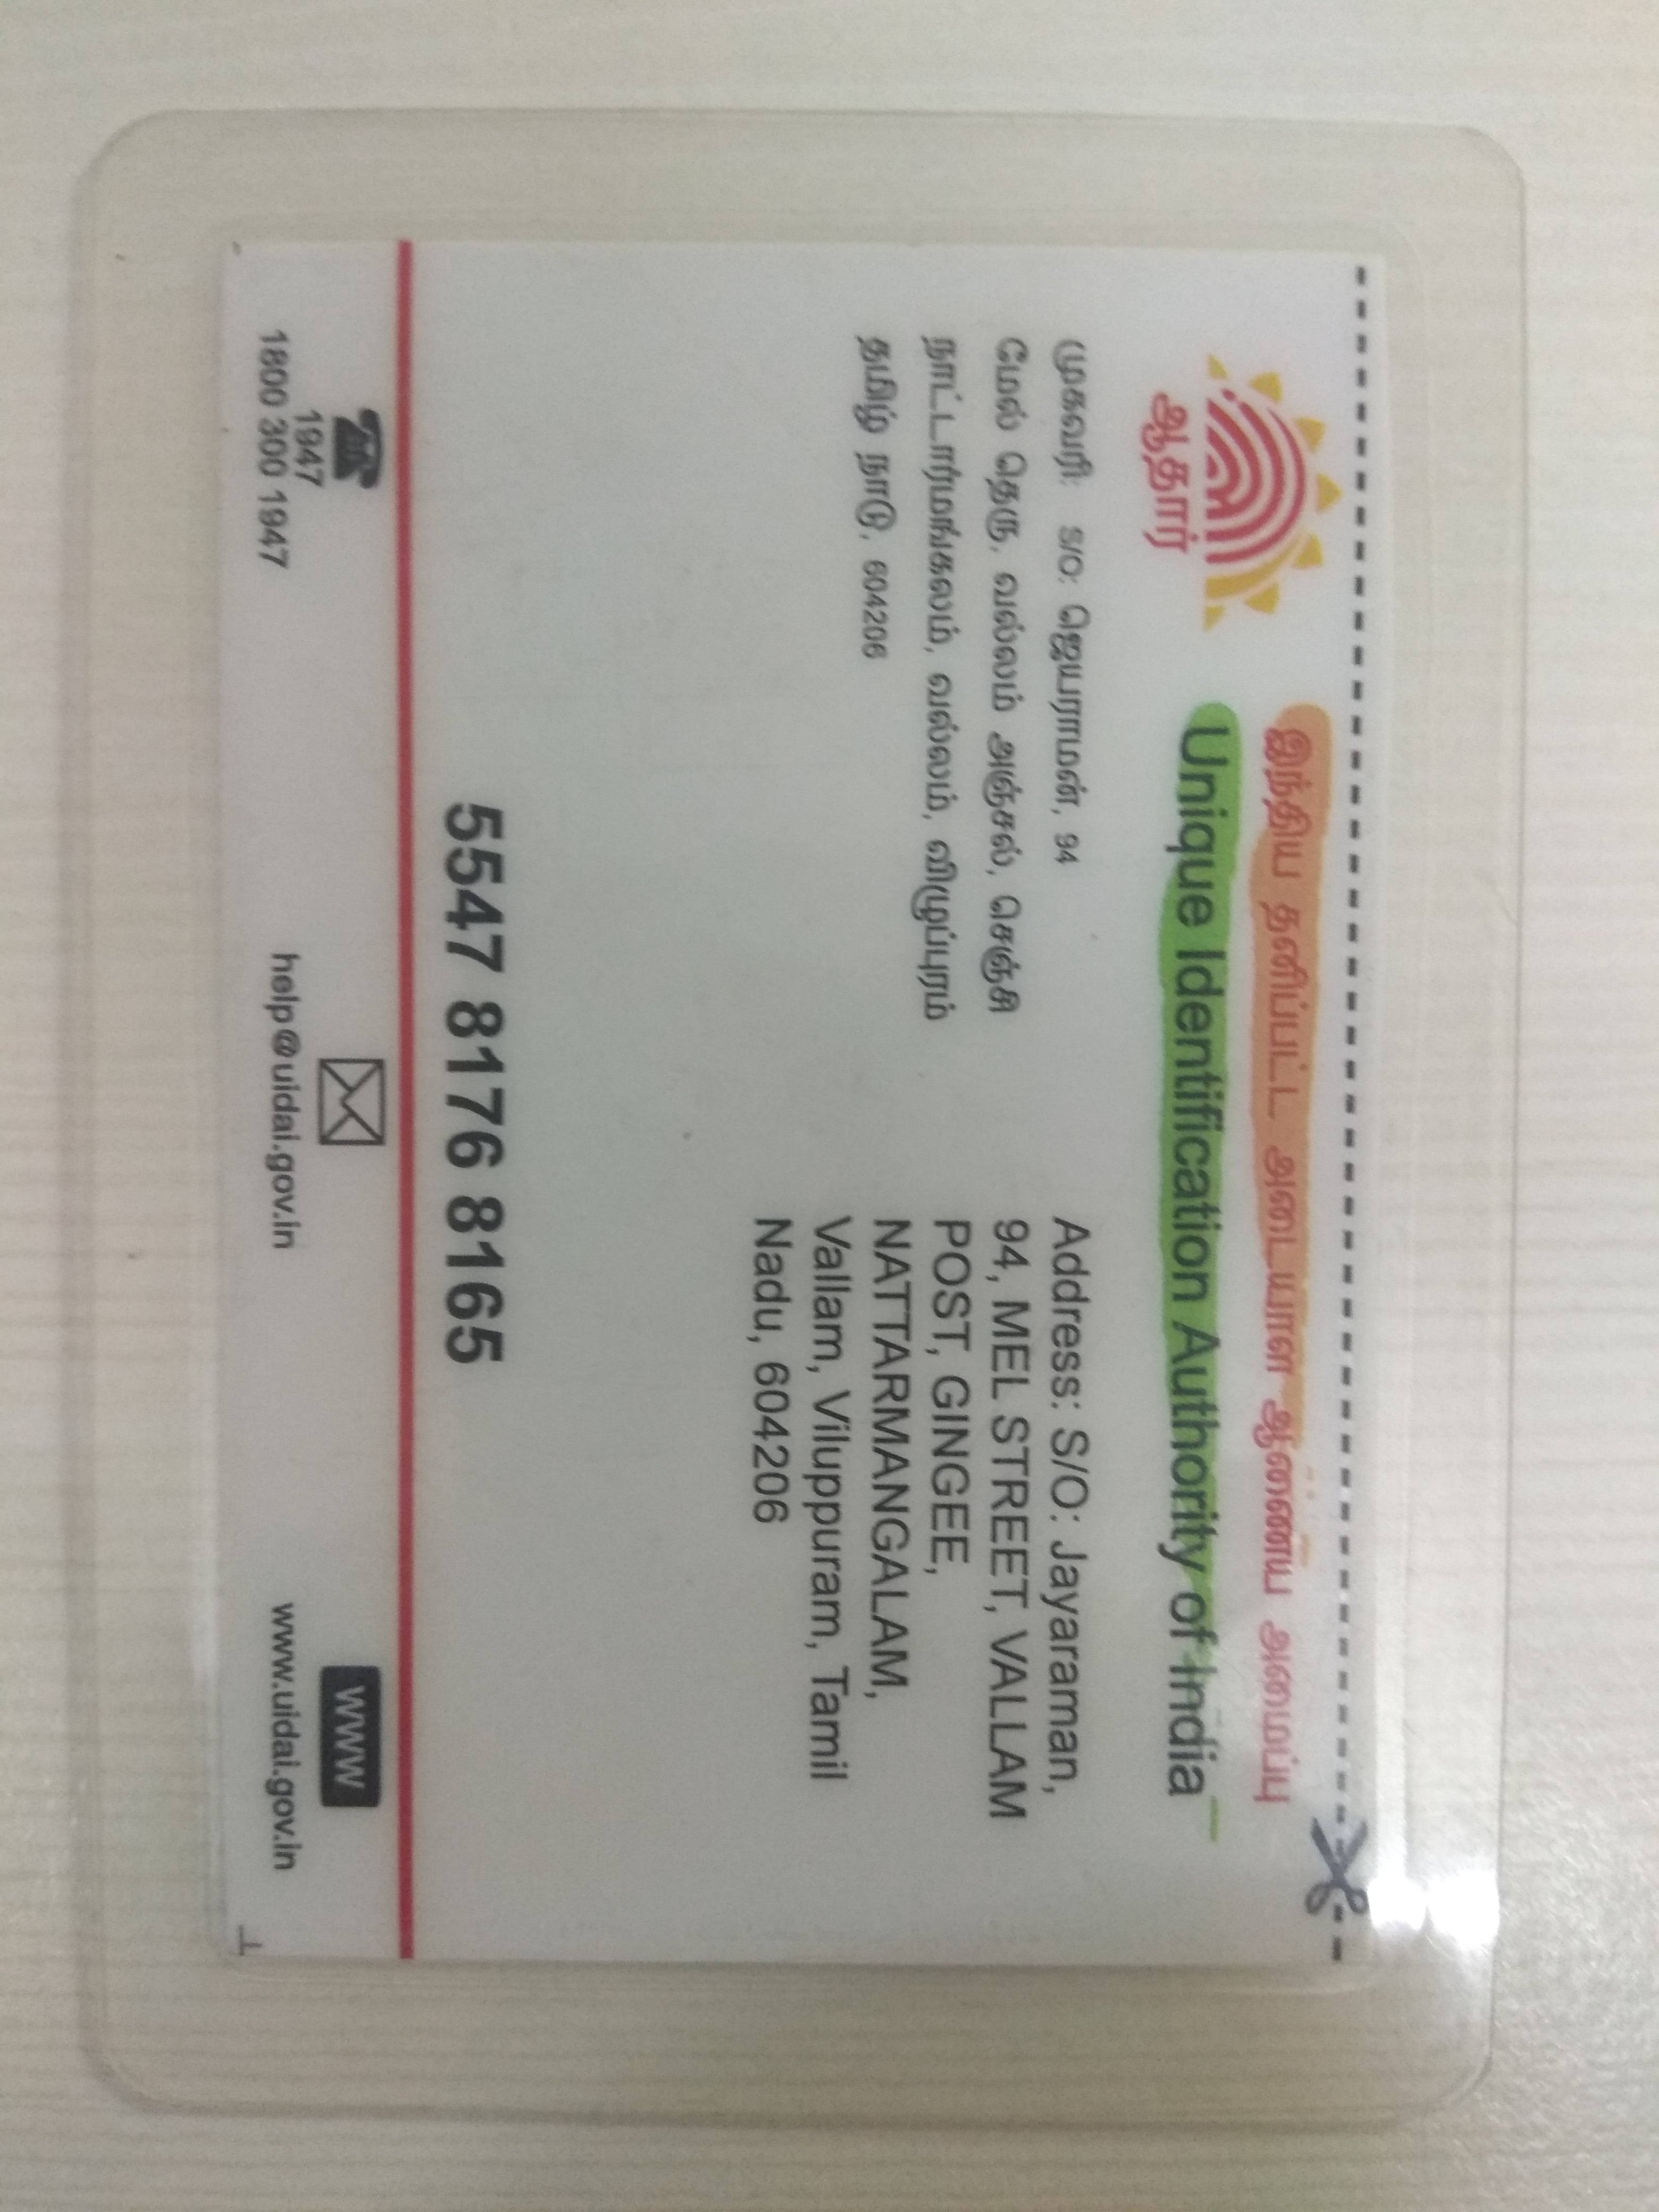 இந்திய தனிப்பட்ட அடையாள ஆணைய அமைப்பு
Unique Identification Authority of India
ஆதார்
முகவரி: S/O: ஜெயராமன், 94
மேல் தெரு, வல்லம் அஞ்சல், செஞ்சி
நாட்டார்மங்கலம், வல்லம், விழுப்புரம்
தமிழ் நாடு, 604206
Address: S/O: Jayaraman,
94, MEL STREET, VALLAM
POST, GINGEE,
NATTARMANGALAM,
Vallam, Viluppuram, Tamil
Nadu, 604206
5547 8176 8165
1947
1800 300 1947
help@uidai.gov.in
WWW
www.uidai.gov.in